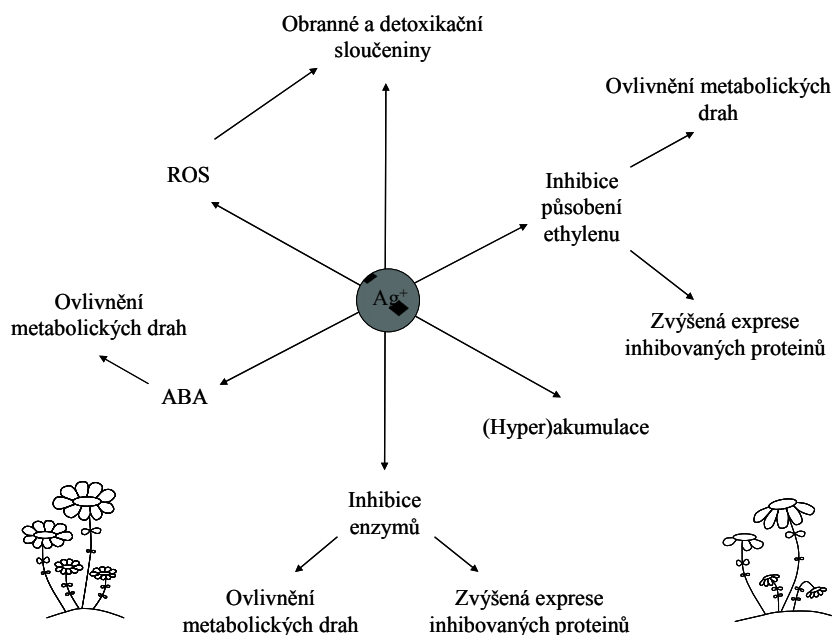 Obranné a detoxikační
sloučeniny
Ovlivnění metabolických
drah
ROS
Inhibice
působení
ethylenu
Ag⁺
Ovlivnění
metabolických drah
Zvýšená exprese
inhibovaných proteinů
ABA
(Hyper)akumulace
Inhibice
enzymů
Ovlivnění
metabolických drah
Zvýšená exprese
inhibovaných proteinů